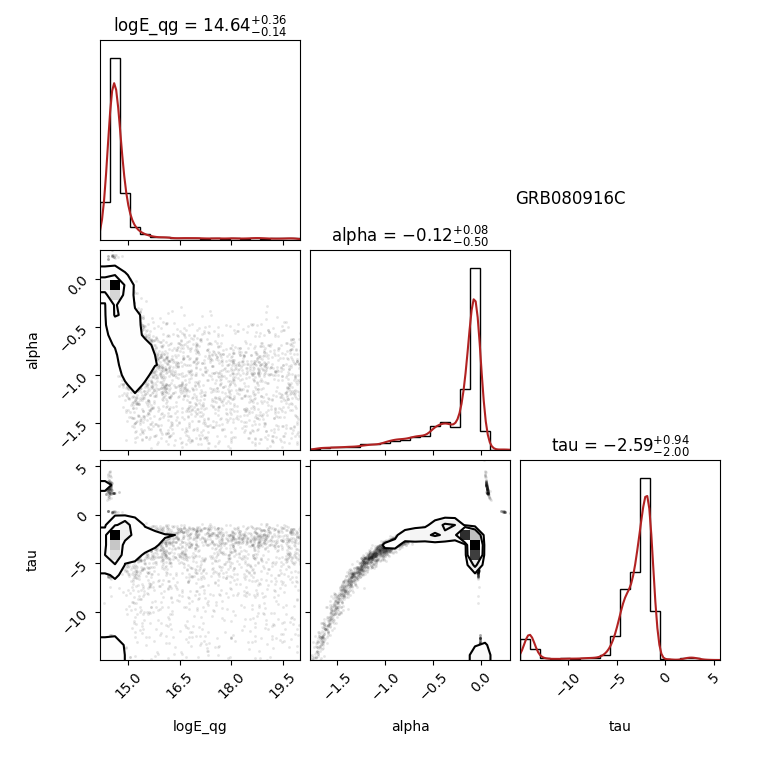 logE_qg = 14.64+0.36−0.14
GRB080916C
alpha = −0.12+0.08−0.50
0.0
−0.5
−1.0
−1.5
alpha
tau = −2.59+0.94−2.00
5
0
−5
−10
tau
15.0 16.5 18.0 19.5
−1.5 −1.0 −0.5 0.0
−10 −5 0 5
logE_qg alpha tau